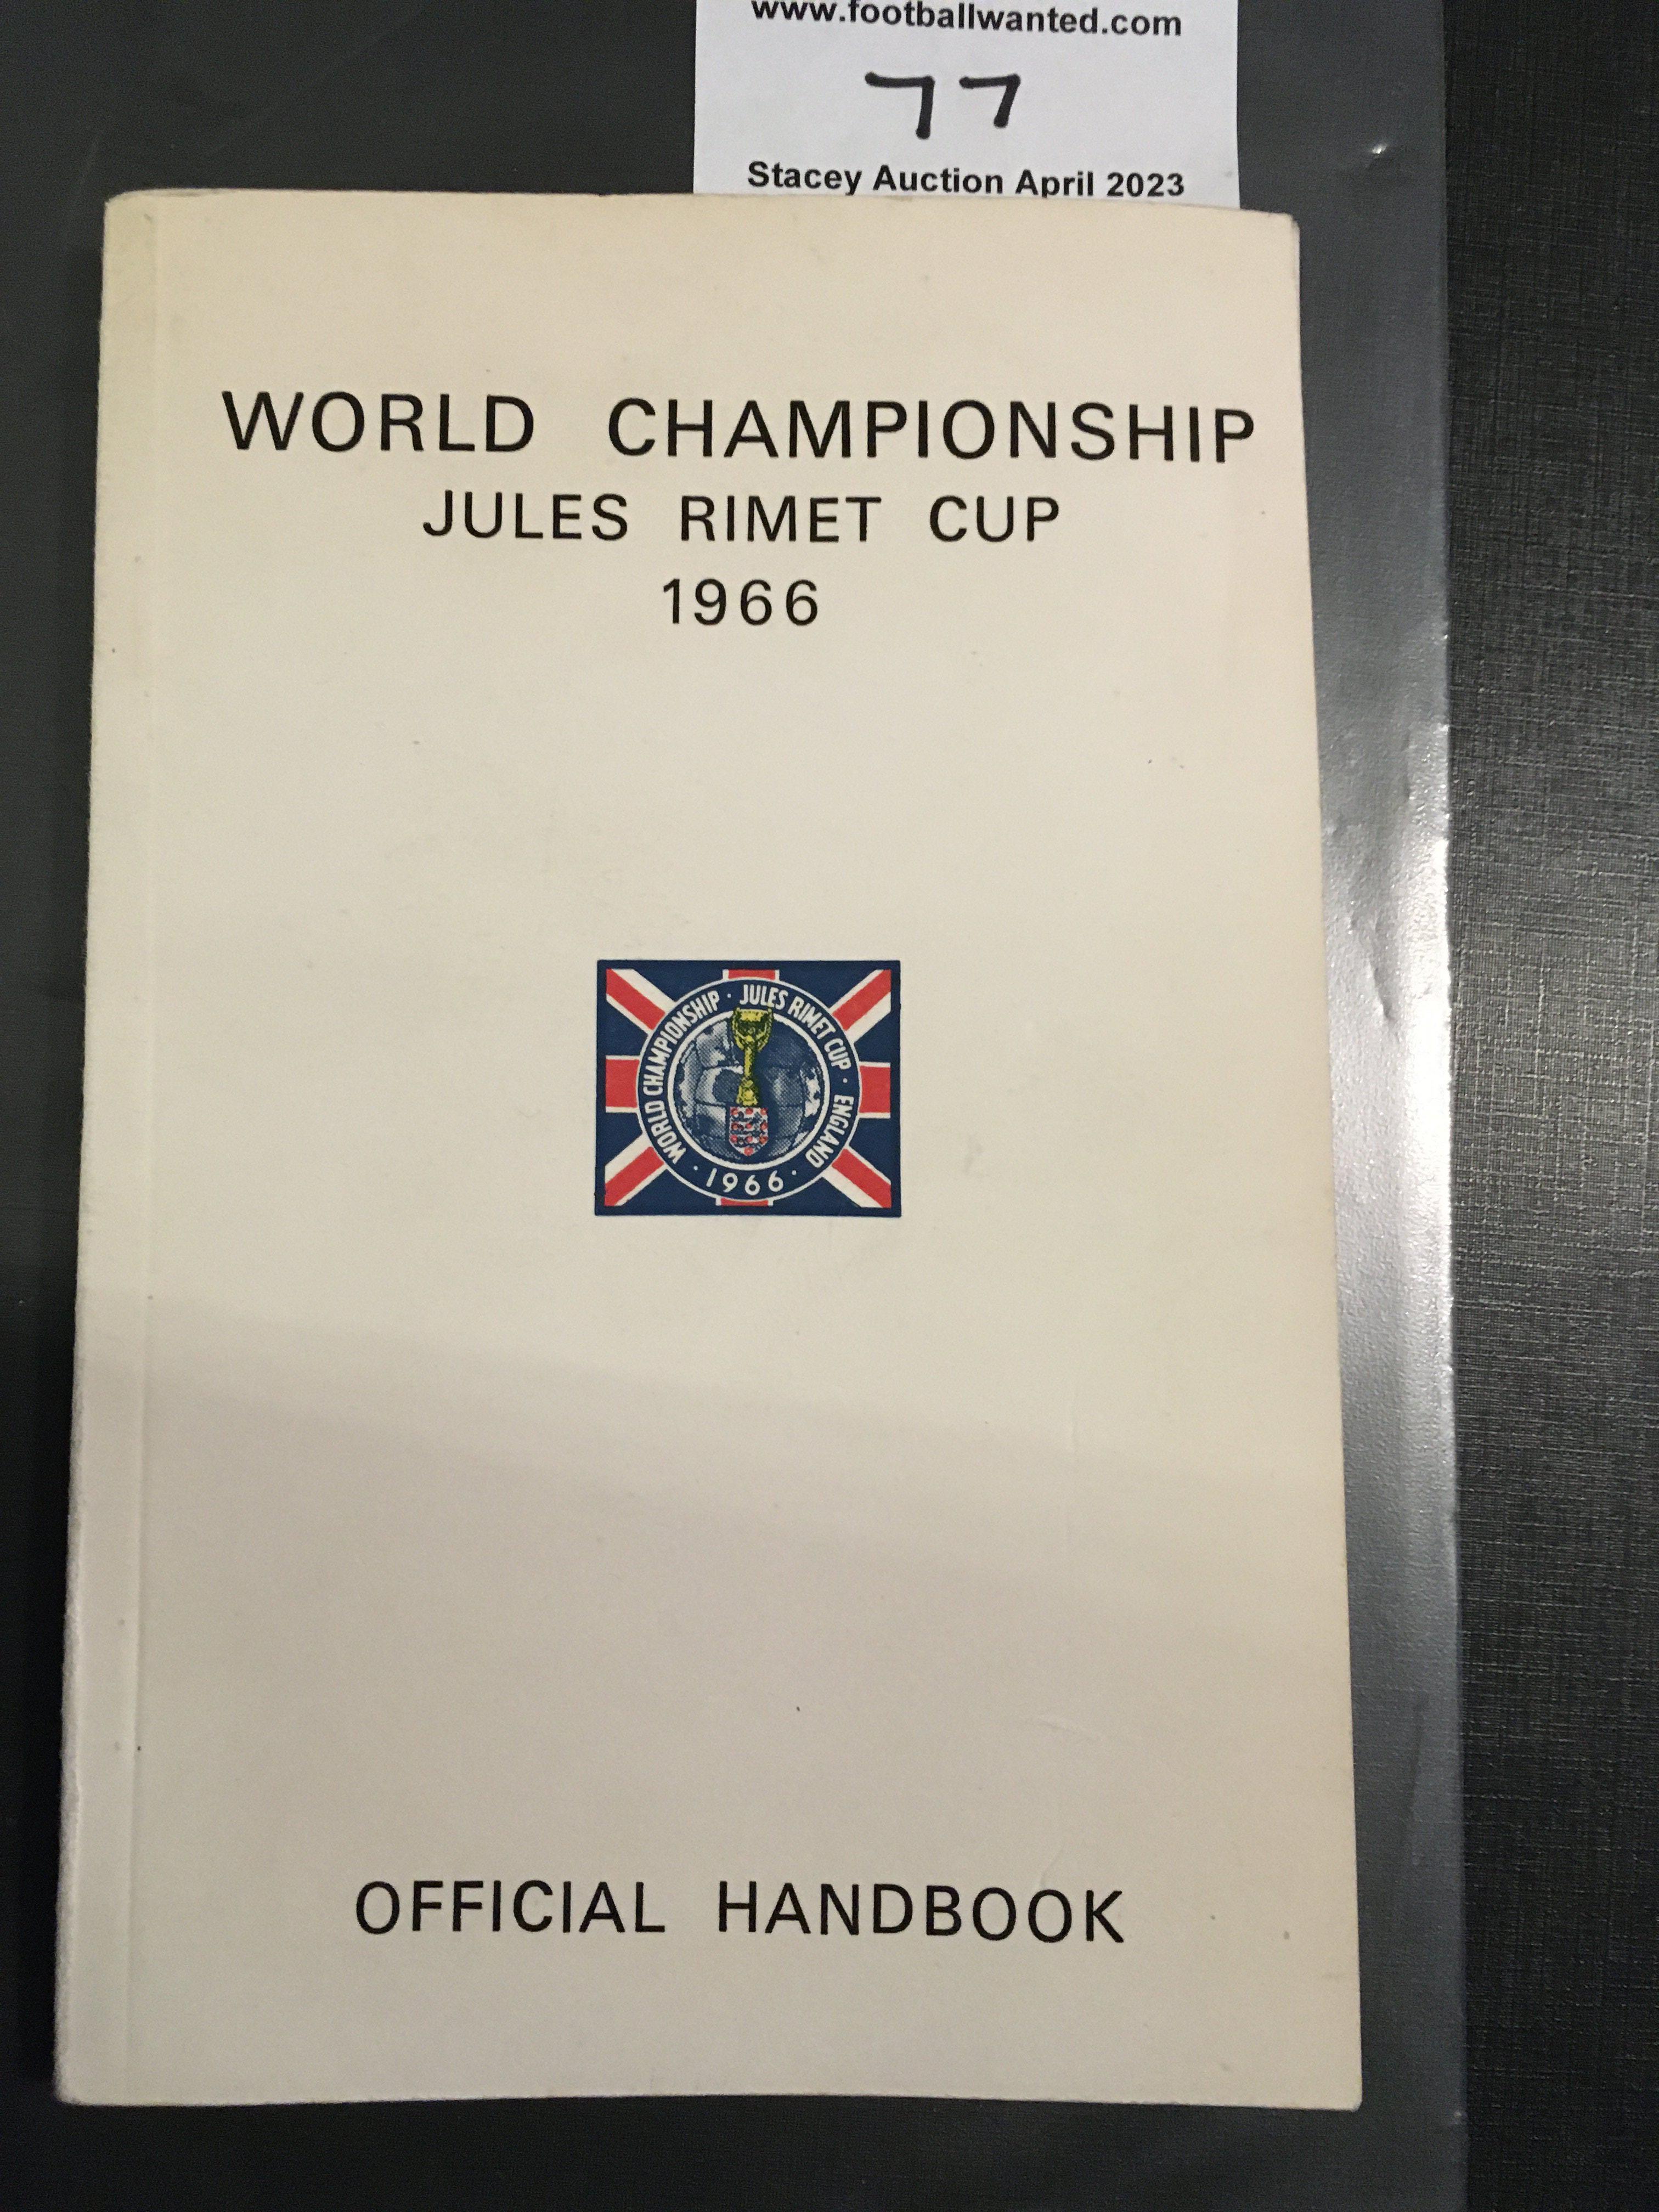 www.footballwanted.com
77
Stacey Auction April 2023
WORLD CHAMPIONSHIP
JULES RIMET CUP
1966
WORLD CHAMPIONSHIP · JULES RIMET CUP · ENGLAND
· 1966 ·
OFFICIAL HANDBOOK